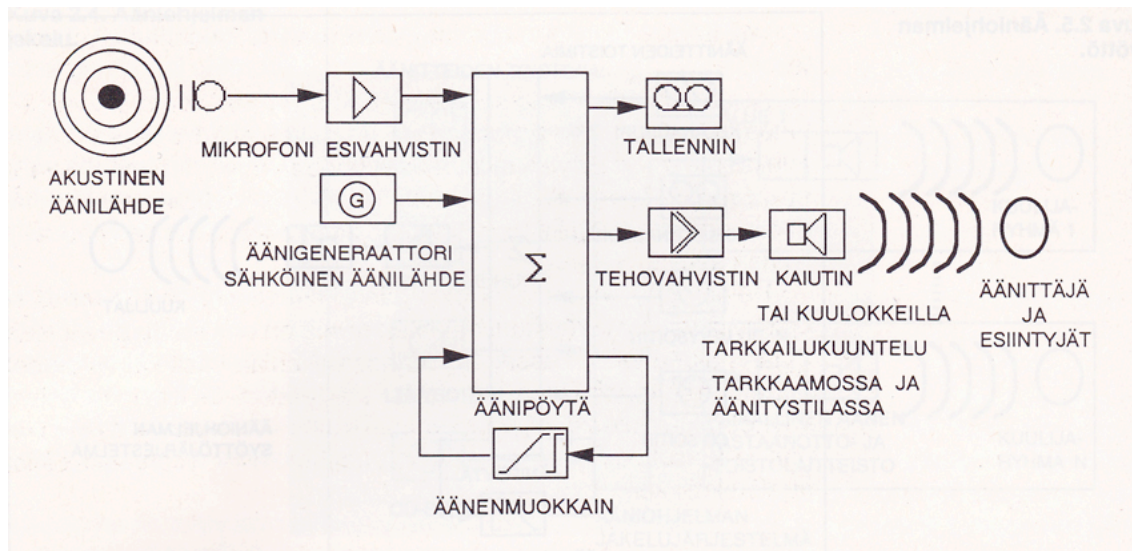 MIKROFONI ESIVAHVISTIN
AKUSTINEN
ÄÄNILÄHDE
G
ÄÄNIGENERAATTORI
SÄHKÖINEN ÄÄNILÄHDE
Σ
ÄÄNIPÖYTÄ
ÄÄNENMUOKKAIN
TALLENNIN
TEHOVAHVISTIN
KAIUTIN
TAI KUULOKKEILLA
TARKKAILUKUUNTELU
TARKKAAMOSSA JA
ÄÄNITYSTILASSA
ÄÄNITTÄJÄ
JA
ESIINTYJÄT